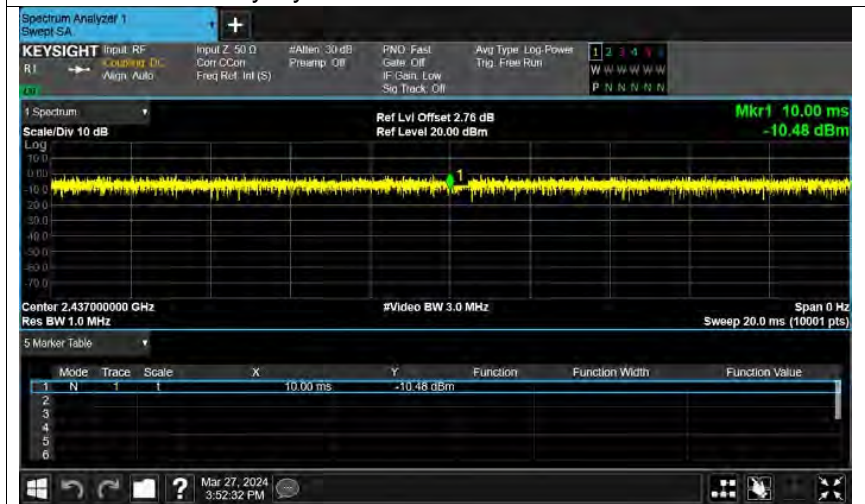 Spectrum Analyzer 1
Swept SA
+
KEYSIGHT Input: RF Input Z: 50 Ω #Atten: 30 dB PNO: Fast Avg Type: Log-Power 1 2 3 4 5 6
R L Coupling: DC Corr CCorr Preamp: Off Gate: Off Trig: Free Run W W W W W W
Align: Auto Freq Ref: Int (S) IF Gain: Low
Sig Track: Off P N N N N N
1 Spectrum Ref Lvl Offset 2.76 dB Mkr1 10.00 ms
Scale/Div 10 dB Ref Level 20.00 dBm -10.48 dBm
Log
10.0
0.00
-10.0
-20.0
-30.0
-40.0
-50.0
-60.0
-70.0
1
Center 2.437000000 GHz #Video BW 3.0 MHz Span 0 Hz
Res BW 1.0 MHz Sweep 20.0 ms (10001 pts)
5 Marker Table
Mode Trace Scale X Y Function Function Width Function Value
1 N 1 t 10.00 ms -10.48 dBm
2
3
4
5
6
? Mar 27, 2024
3:52:32 PM